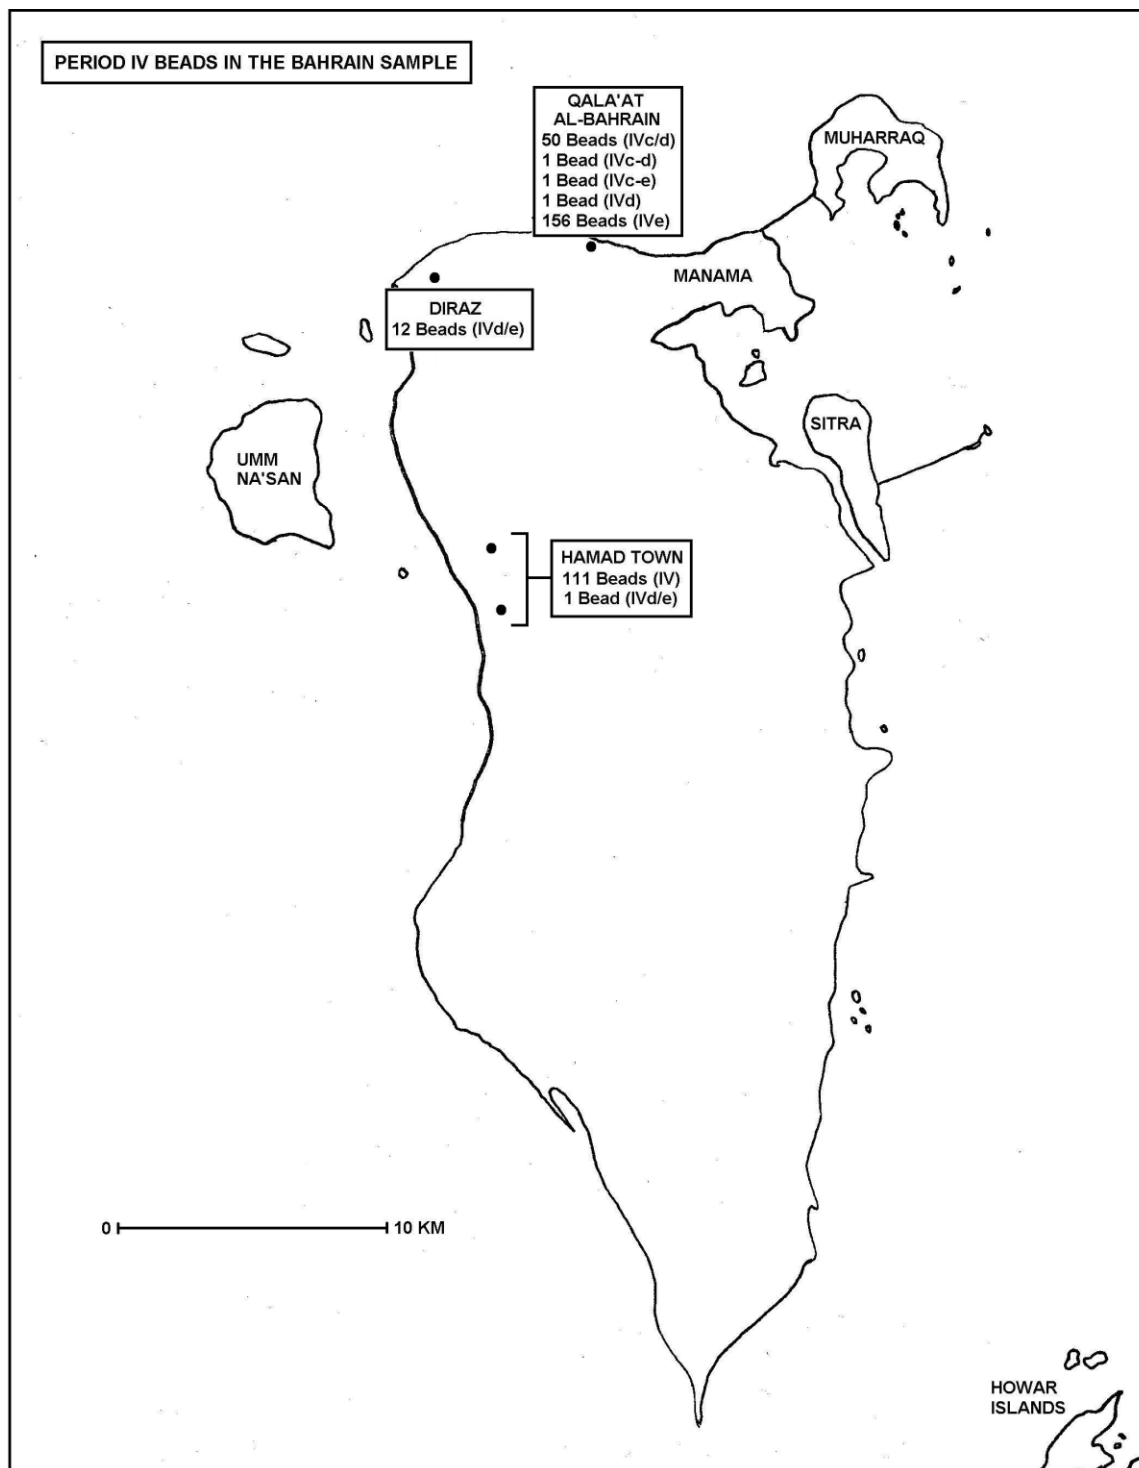 PERIOD IV BEADS IN THE BAHRAIN SAMPLE
QALA'AT
AL-BAHRAIN
50 Beads (IVc/d)
1 Bead (IVc-d)
1 Bead (IVc-e)
1 Bead (IVd)
156 Beads (IVe)
MUHARRAQ
MANAMA
DIRAZ
12 Beads (IVd/e)
SITRA
UMM
NA'SAN
HAMAD TOWN
111 Beads (IV)
1 Bead (IVd/e)
0 10 KM
HOWAR
ISLANDS